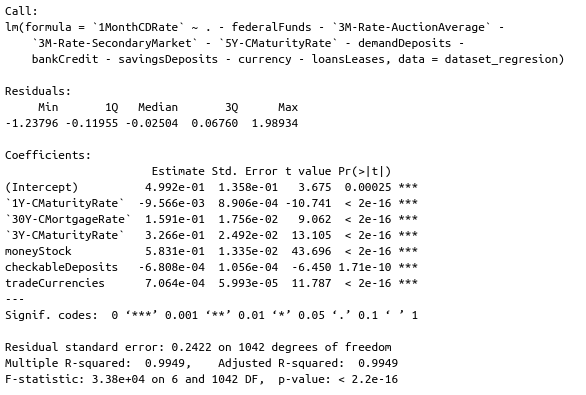 Call:
lm(formula = `1MonthCDRate` ~ . - federalFunds - `3M-Rate-AuctionAverage` -
    `3M-Rate-SecondaryMarket` - `5Y-CMaturityRate` - demandDeposits -
    bankCredit - savingsDeposits - currency - loansLeases, data = dataset_regresion)

Residuals:
     Min       1Q   Median       3Q      Max
-1.23796 -0.11955 -0.02504  0.06760  1.98934

Coefficients:
                     Estimate Std. Error t value Pr(>|t|)
(Intercept)         4.992e-01  1.358e-01   3.675  0.00025 ***
`1Y-CMaturityRate` -9.566e-03  8.906e-04 -10.741  < 2e-16 ***
`30Y-CMortgageRate` 1.591e-01  1.756e-02   9.062  < 2e-16 ***
`3Y-CMaturityRate`  3.266e-01  2.492e-02  13.105  < 2e-16 ***
moneyStock          5.831e-01  1.335e-02  43.696  < 2e-16 ***
checkableDeposits  -6.808e-04  1.056e-04  -6.450 1.71e-10 ***
tradeCurrencies     7.064e-04  5.993e-05  11.787  < 2e-16 ***
---
Signif. codes:  0 ‘***’ 0.001 ‘**’ 0.01 ‘*’ 0.05 ‘.’ 0.1 ‘ ’ 1

Residual standard error: 0.2422 on 1042 degrees of freedom
Multiple R-squared:  0.9949,    Adjusted R-squared:  0.9949
F-statistic: 3.38e+04 on 6 and 1042 DF,  p-value: < 2.2e-16